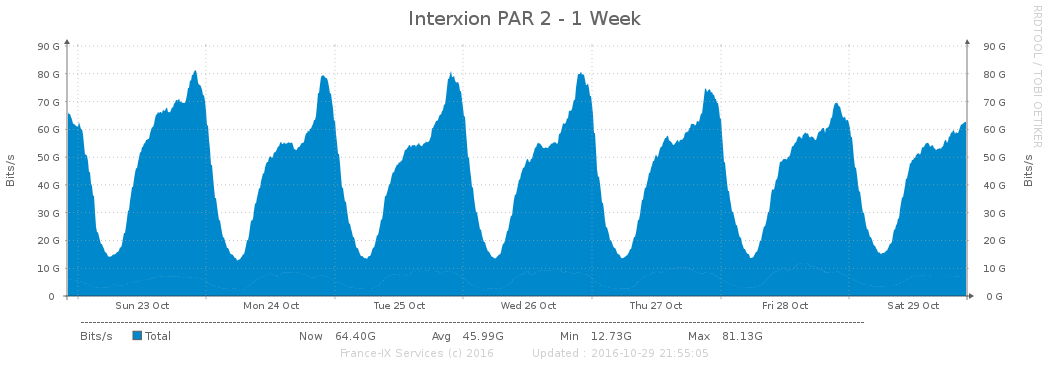 Interxion PAR 2 - 1 Week
RRDTOOL / TOBI OETIKER
90 G 90 G
80 G 80 G
70 G 70 G
60 G 60 G
50 G 50 G
40 G 40 G
30 G 30 G
20 G 20 G
10 G 10 G
0 0 G
Bits/s
Bits/s
Sun 23 Oct Mon 24 Oct Tue 25 Oct Wed 26 Oct Thu 27 Oct Fri 28 Oct Sat 29 Oct
Bits/s Total Now 64.40G Avg 45.99G Min 12.73G Max 81.13G
France-IX Services (c) 2016 Updated : 2016-10-29 21:55:05